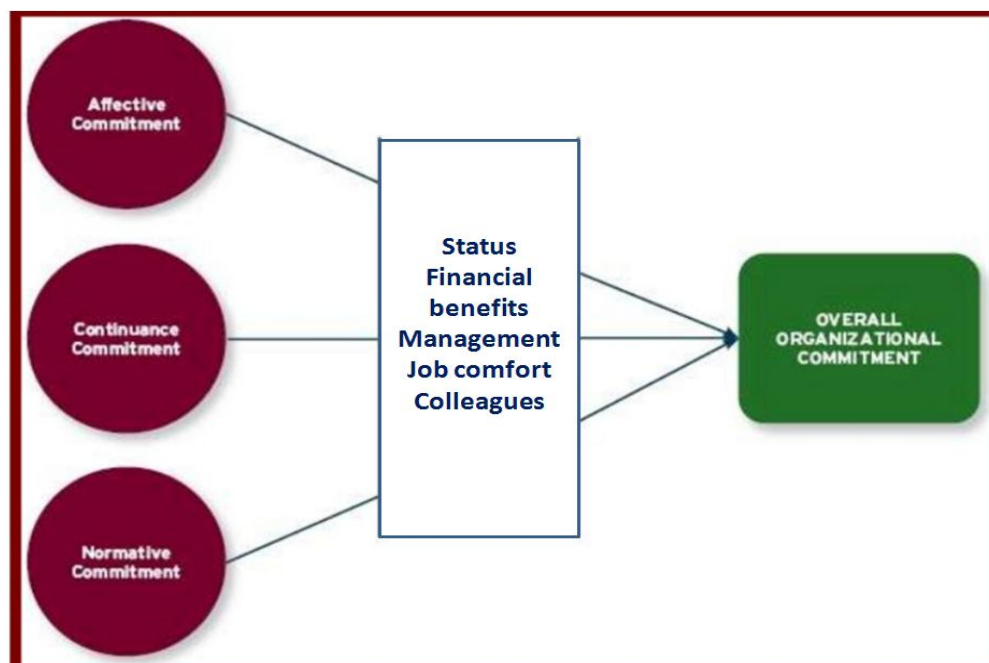 Affective
Commitment
Continuance
Commitment
Normative
Commitment
Status
Financial
benefits
Management
Job comfort
Colleagues
OVERALL
ORGANIZATIONAL
COMMITMENT